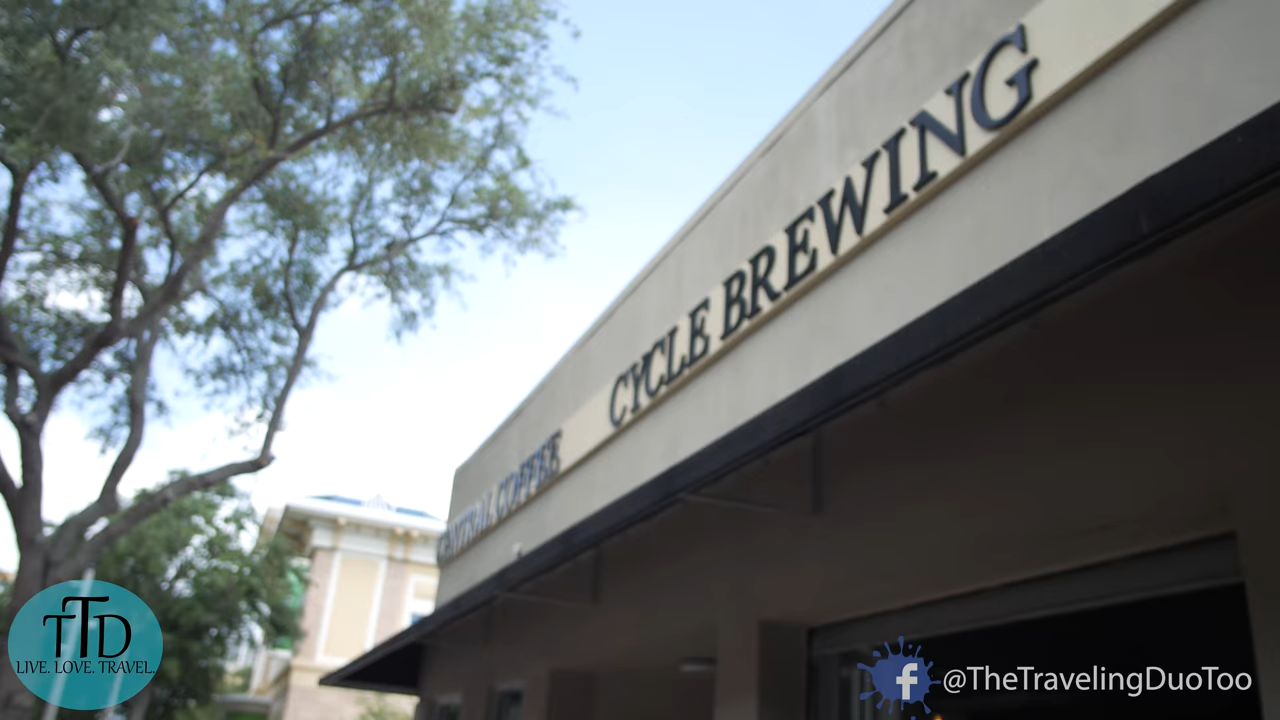 CYCLE BREWING
CENTRAL COFFEE
TTD
LIVE. LOVE. TRAVEL.
f @TheTravelingDuoToo